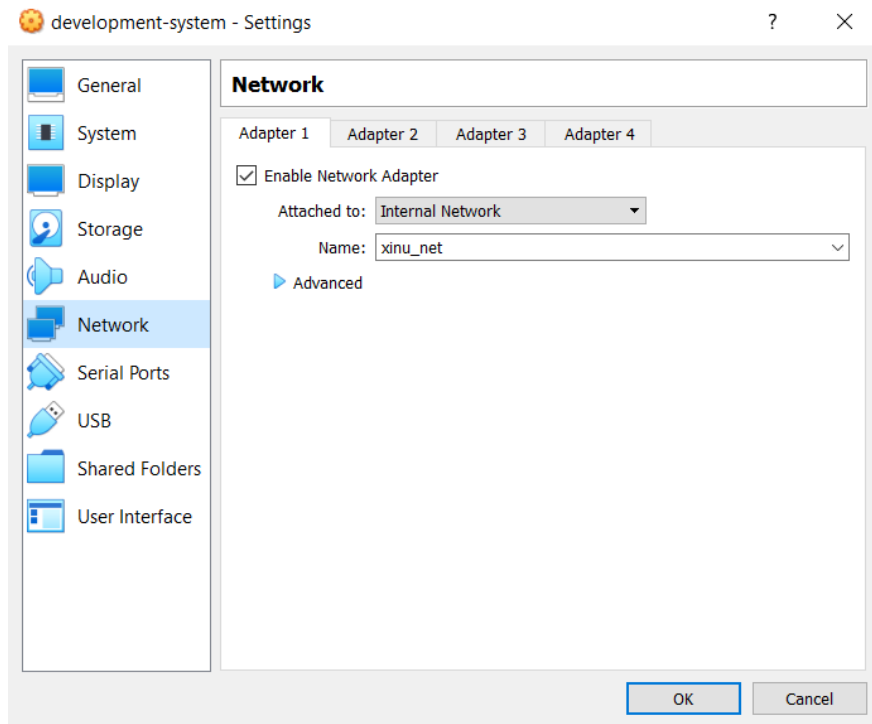 development-system - Settings
?
General
System
Display
Storage
Audio
Network
Serial Ports
USB
Shared Folders
User Interface
Network
Adapter 1 Adapter 2 Adapter 3 Adapter 4
Enable Network Adapter
Attached to: Internal Network
Name: xinu_net
Advanced
OK Cancel